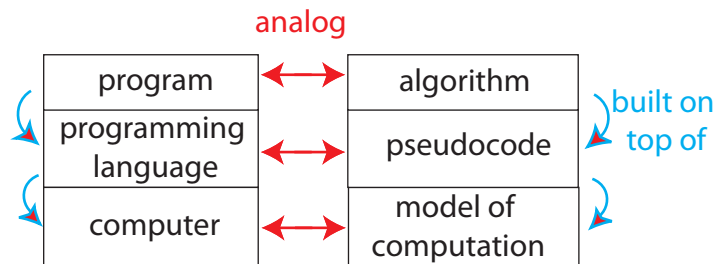 analog
program
algorithm
built on
top of
programming
language
pseudocode
computer
model of
computation